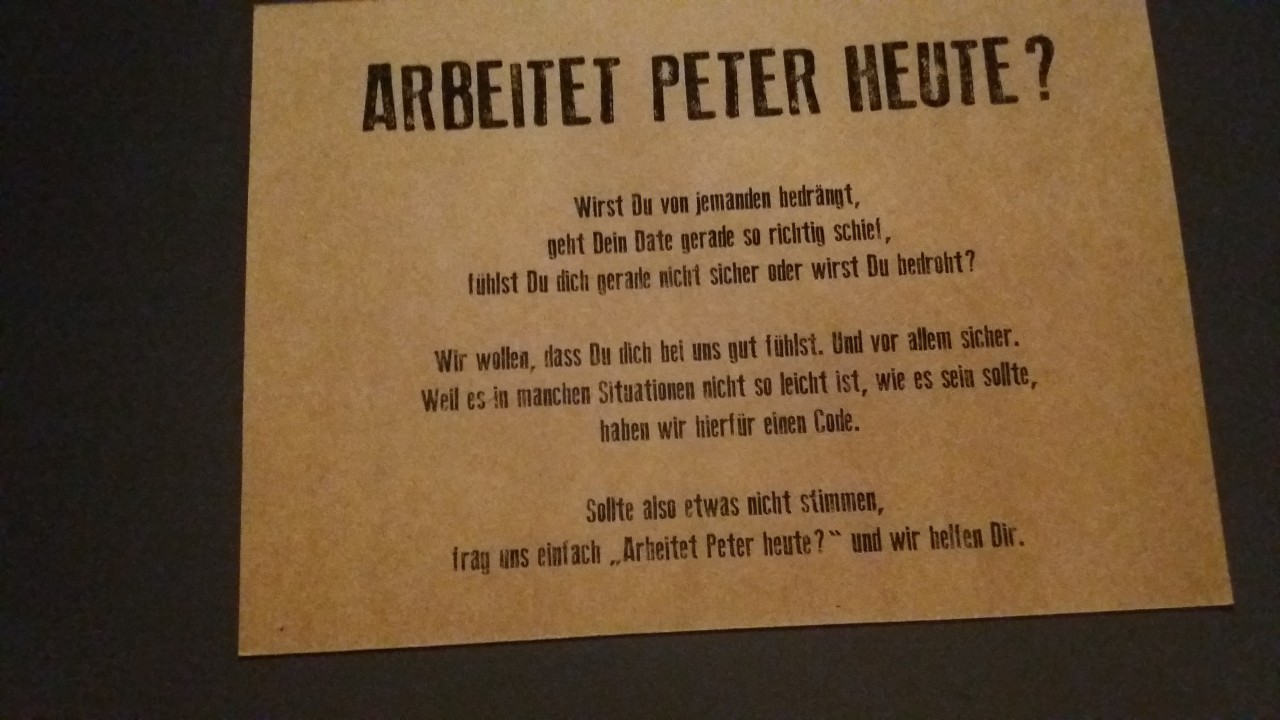 ARBEITET PETER HEUTE?
Wirst Du von jemanden bedrängt,
geht Dein Date gerade so richtig schief,
fühlst Du dich gerade nicht sicher oder wirst Du bedroht?
Wir wollen, dass Du dich bei uns gut fühlst. Und vor allem sicher.
Weil es in manchen Situationen nicht so leicht ist, wie es sein sollte,
haben wir hierfür einen Code.
Sollte also etwas nicht stimmen,
frag uns einfach „Arbeitet Peter heute?“ und wir helfen Dir.